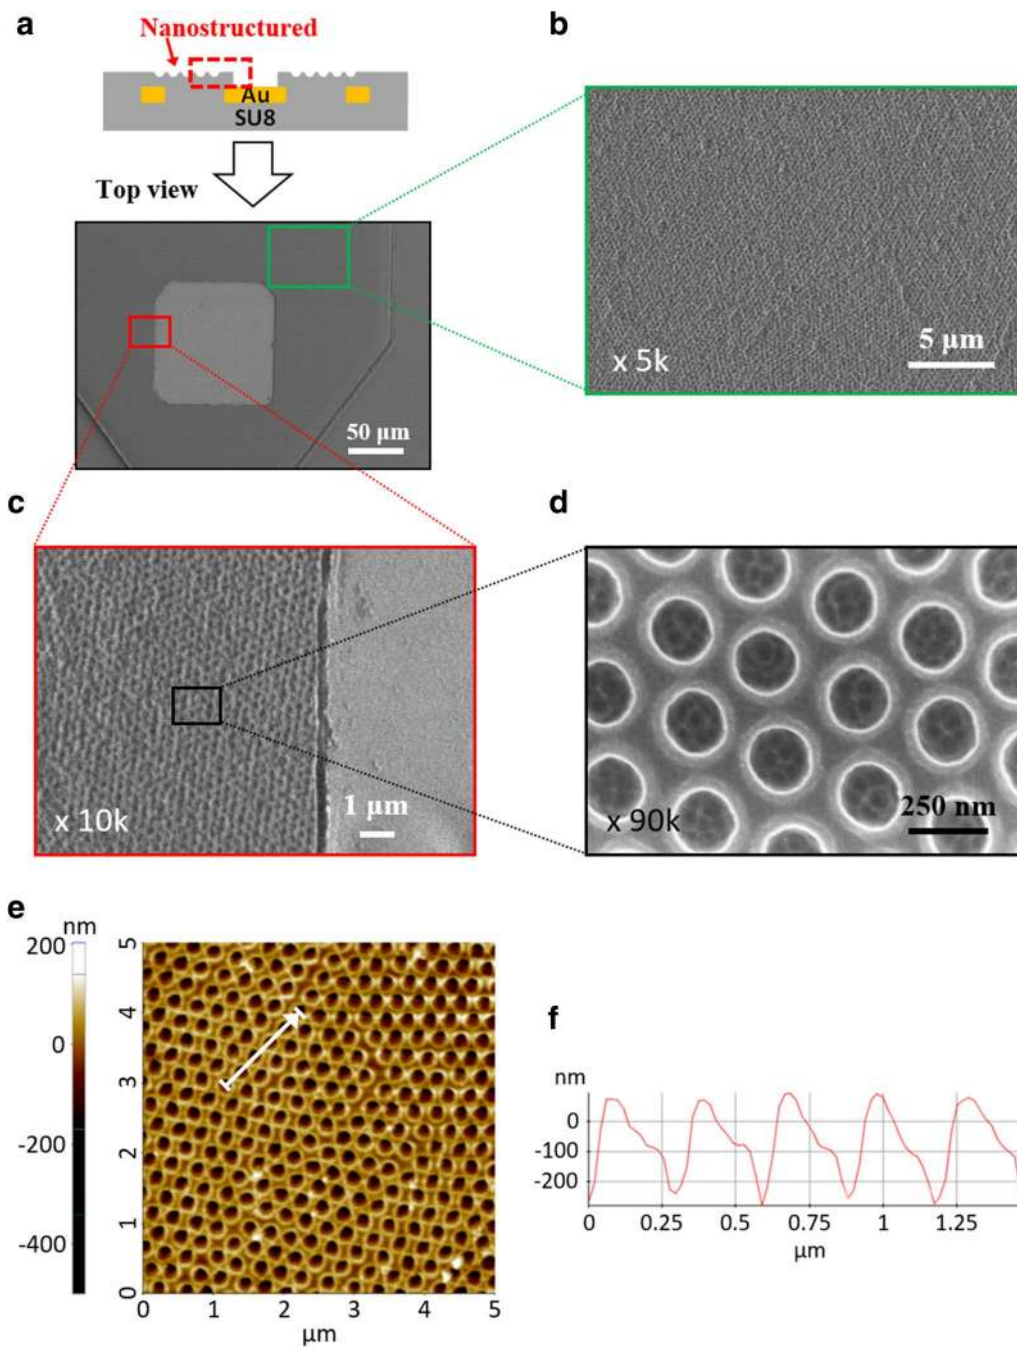 a
Nanostructured
Au
SU8
Top view
50 µm
b
x 5k
5 µm
c
x 10k
1 µm
d
x 90k
250 nm
e
nm
200
0
-200
-400
5
4
3
2
1
0
0 1 2 3 4 5
µm
f
nm
0
-100
-200
0 0.25 0.5 0.75 1 1.25
µm